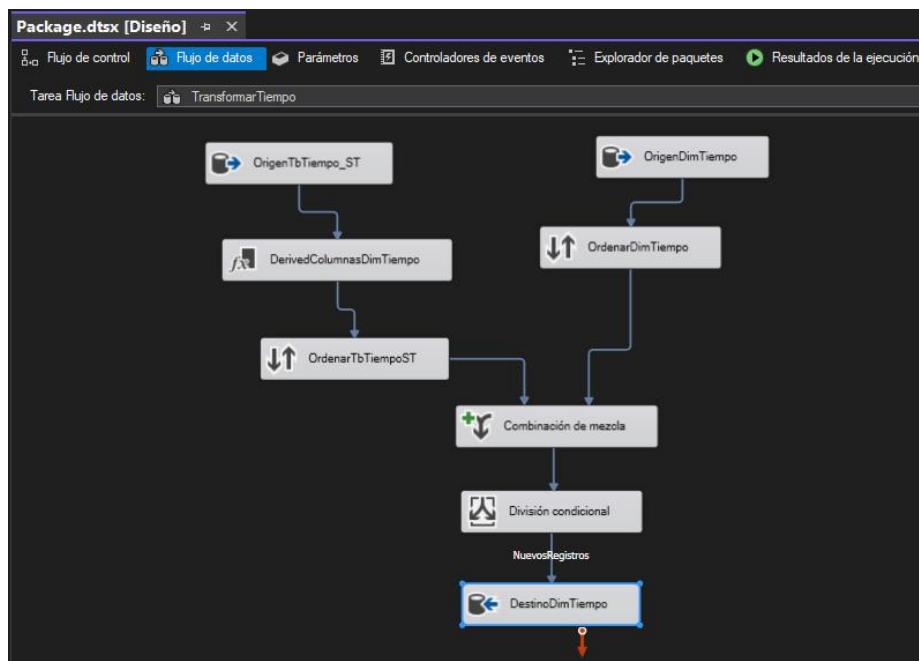 Package.dtsx [Diseño]
Flujo de control Flujo de datos Parámetros Controladores de eventos Explorador de paquetes Resultados de la ejecución
Tarea Flujo de datos: TransformarTiempo
OrigenTbTiempo_ST
OrigenDimTiempo
DerivedColumnasDimTiempo
OrdenarDimTiempo
OrdenarTbTiempoST
Combinación de mezcla
División condicional
NuevosRegistros
DestinoDimTiempo